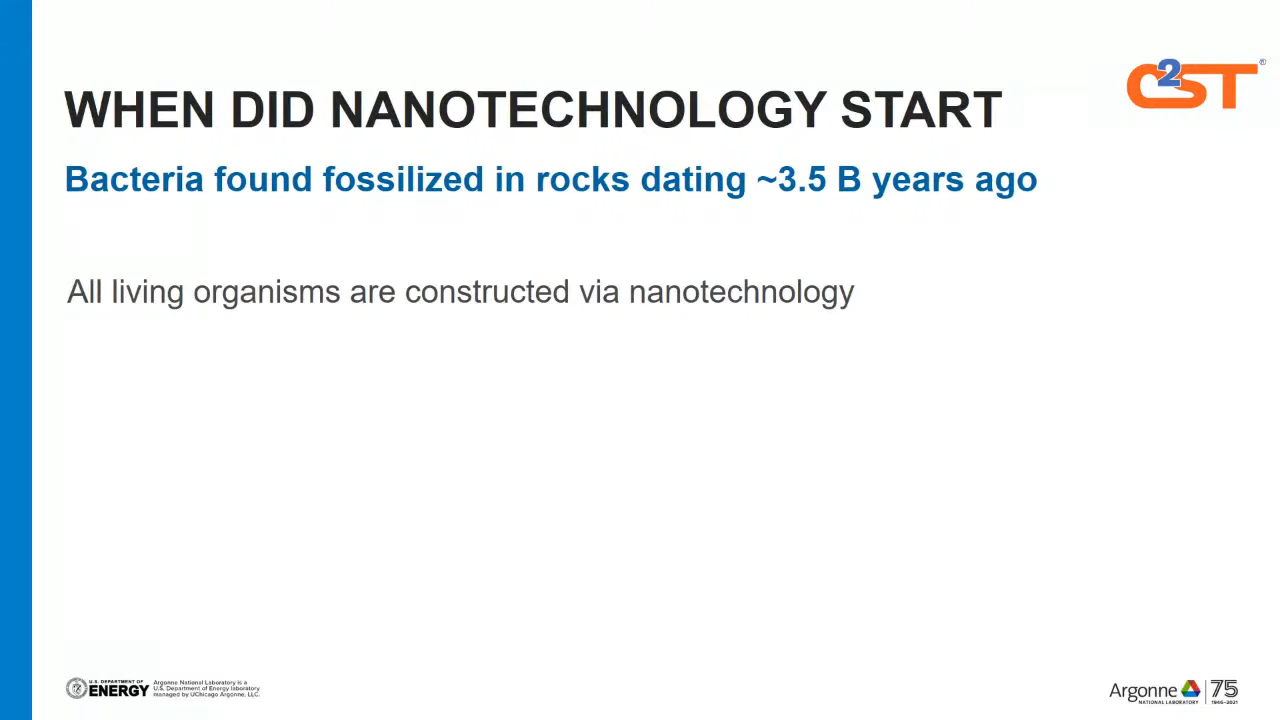 C2ST®
WHEN DID NANOTECHNOLOGY START
Bacteria found fossilized in rocks dating ~3.5 B years ago
All living organisms are constructed via nanotechnology
U.S. DEPARTMENT OF
ENERGY
Argonne National Laboratory is a
U.S. Department of Energy laboratory
managed by UChicago Argonne, LLC.
Argonne
NATIONAL LABORATORY
75
1946–2021